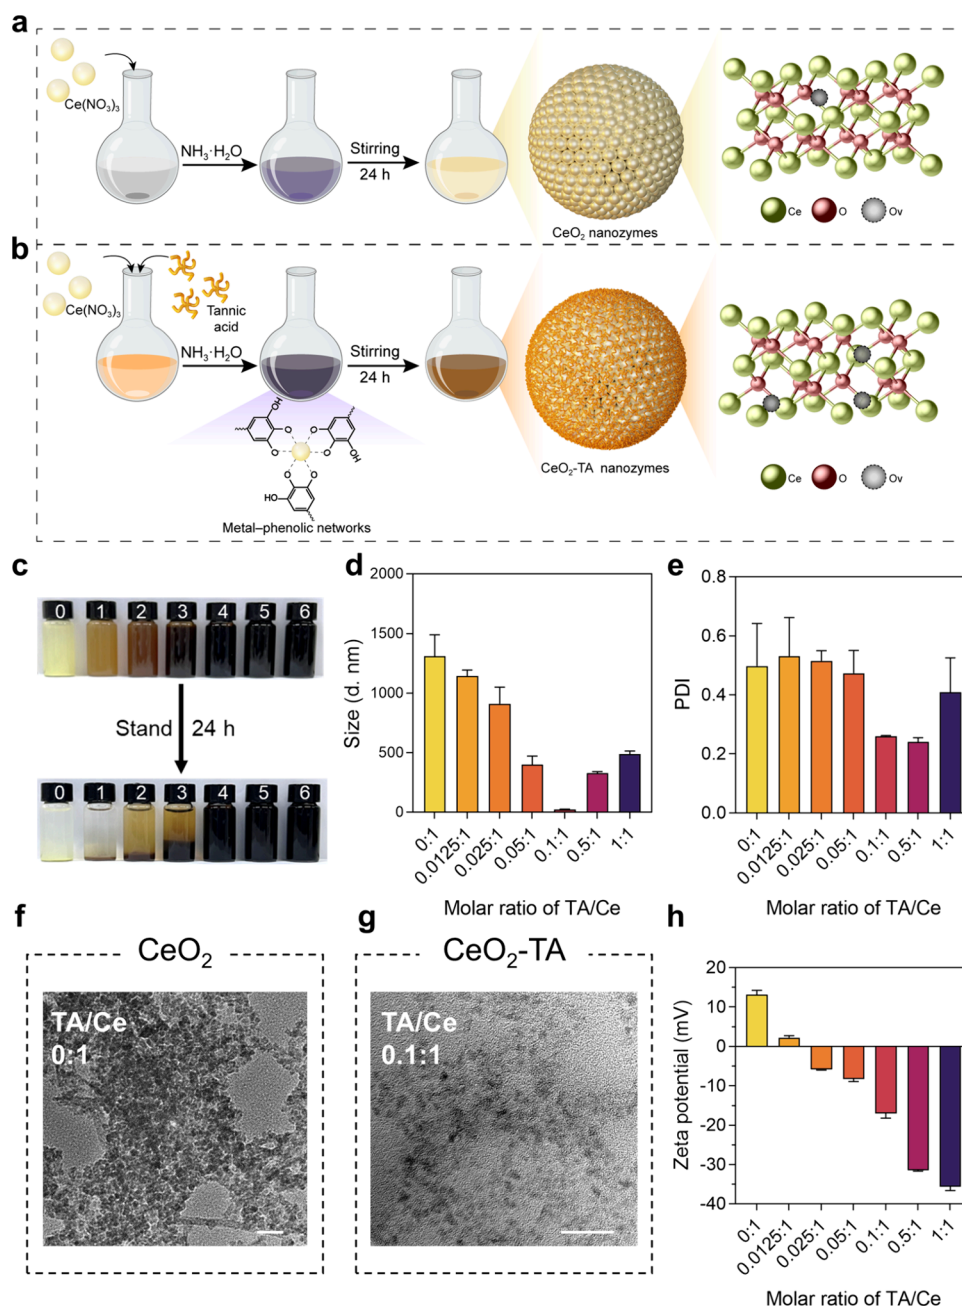 a
Ce(NO₃)₃
NH₃·H₂O
Stirring
24 h
CeO₂ nanozymes
Ce
O
Ov
b
Ce(NO₃)₃
Tannic
acid
NH₃·H₂O
Stirring
24 h
OH
O
O
O
O
OH
O
O
HO
Metal–phenolic networks
CeO₂-TA nanozymes
Ce
O
Ov
c
0 1 2 3 4 5 6
Stand 24 h
0 1 2 3 4 5 6
d
Size (d. nm)
2000
1500
1000
500
0
0:1
0.0125:1
0.025:1
0.05:1
0.1:1
0.5:1
1:1
Molar ratio of TA/Ce
e
PDI
0.8
0.6
0.4
0.2
0.0
0:1
0.0125:1
0.025:1
0.05:1
0.1:1
0.5:1
1:1
Molar ratio of TA/Ce
f
CeO₂
TA/Ce
0:1
g
CeO₂-TA
TA/Ce
0.1:1
h
Zeta potential (mV)
20
10
0
-10
-20
-30
-40
0:1
0.0125:1
0.025:1
0.05:1
0.1:1
0.5:1
1:1
Molar ratio of TA/Ce